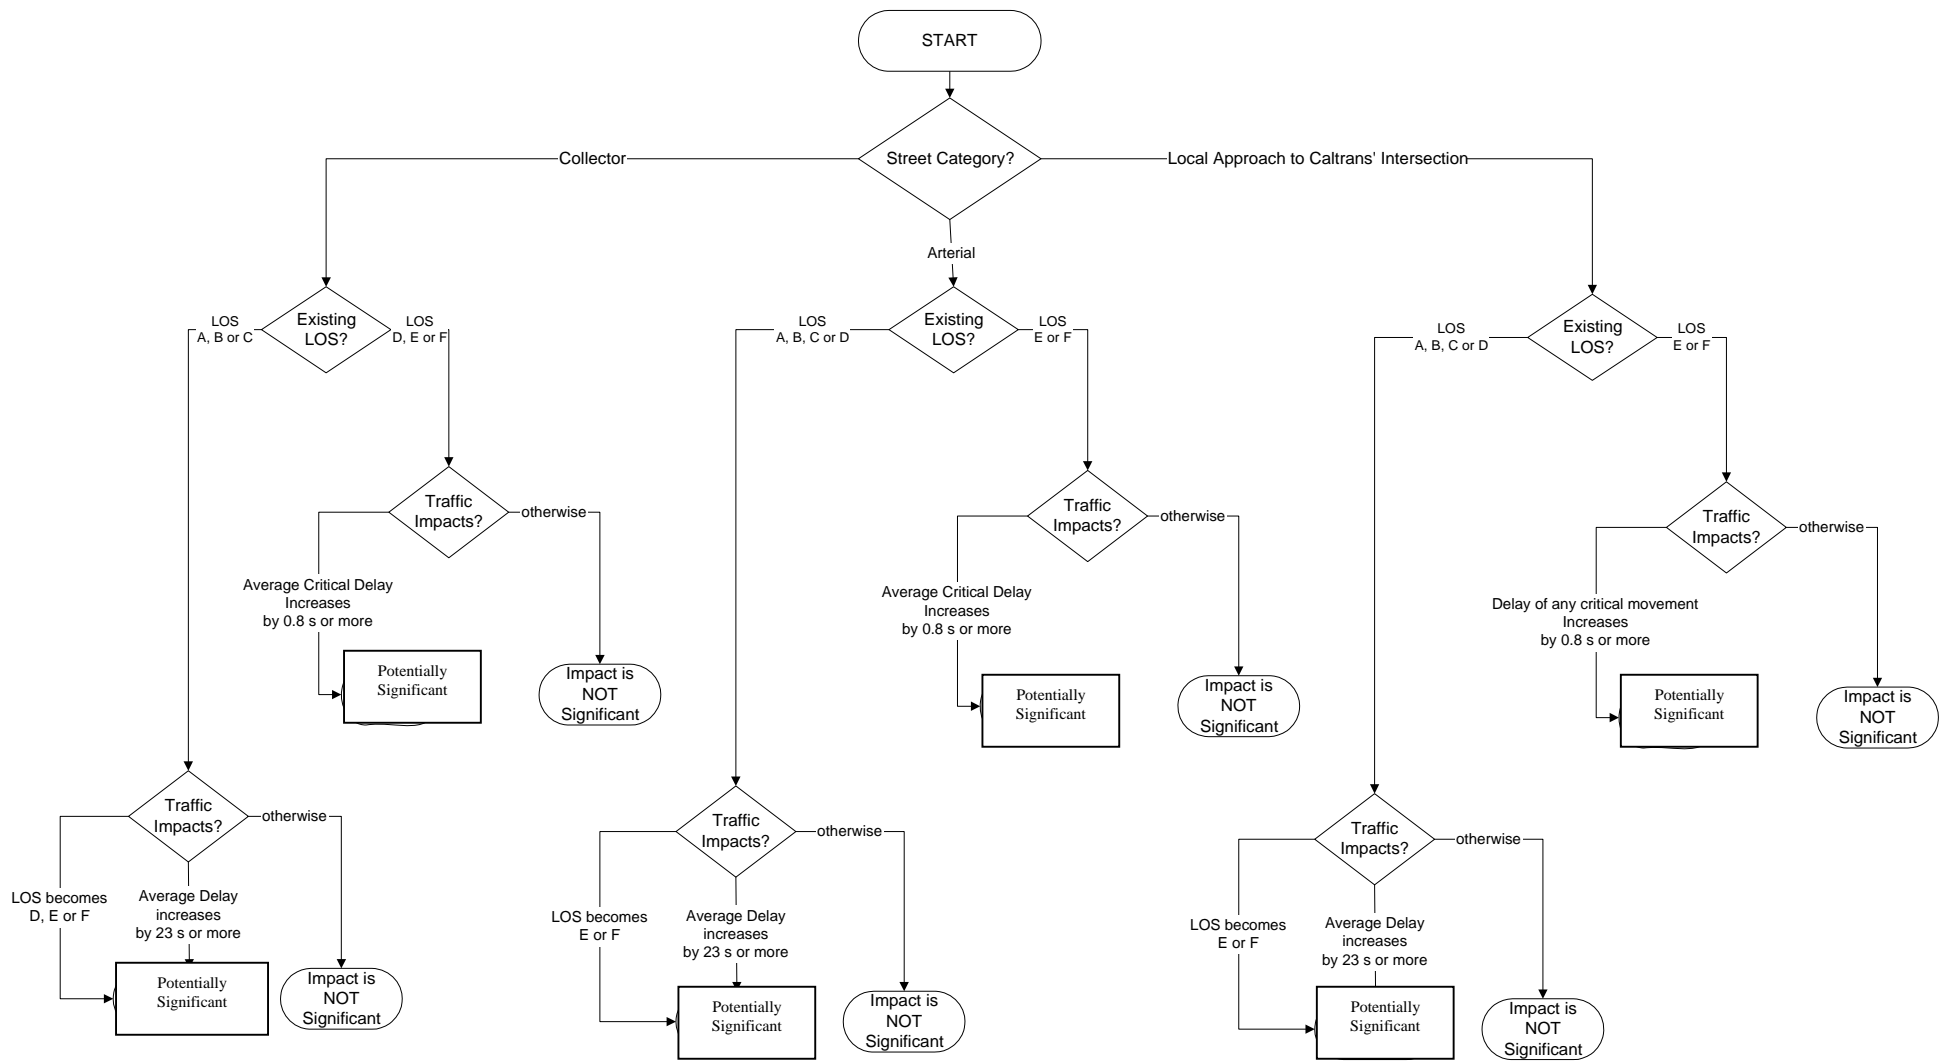 START
Street Category?
Collector
Local Approach to Caltrans' Intersection
Arterial
Existing
LOS?
LOS
A, B or C
LOS
D, E or F
Existing
LOS?
LOS
A, B, C or D
LOS
E or F
Existing
LOS?
LOS
A, B, C or D
LOS
E or F
Traffic
Impacts?
otherwise
Average Critical Delay
Increases
by 0.8 s or more
Potentially
Significant
Impact is
NOT
Significant
Traffic
Impacts?
otherwise
Average Critical Delay
Increases
by 0.8 s or more
Potentially
Significant
Impact is
NOT
Significant
Traffic
Impacts?
otherwise
Delay of any critical movement
Increases
by 0.8 s or more
Potentially
Significant
Impact is
NOT
Significant
Traffic
Impacts?
otherwise
LOS becomes
D, E or F
Average Delay
increases
by 23 s or more
Potentially
Significant
Impact is
NOT
Significant
Traffic
Impacts?
otherwise
LOS becomes
E or F
Average Delay
increases
by 23 s or more
Potentially
Significant
Impact is
NOT
Significant
Traffic
Impacts?
otherwise
LOS becomes
E or F
Average Delay
increases
by 23 s or more
Potentially
Significant
Impact is
NOT
Significant